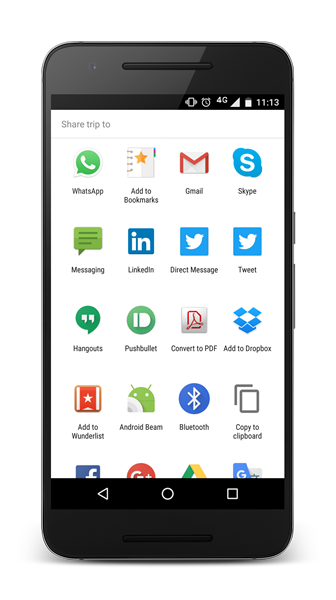 4G 11:13
Share trip to
WhatsApp
Add to
Bookmarks
Gmail
Skype
Messaging
LinkedIn
Direct Message
Tweet
Hangouts
Pushbullet
Convert to PDF
Add to Dropbox
Add to
Wunderlist
Android Beam
Bluetooth
Copy to
clipboard